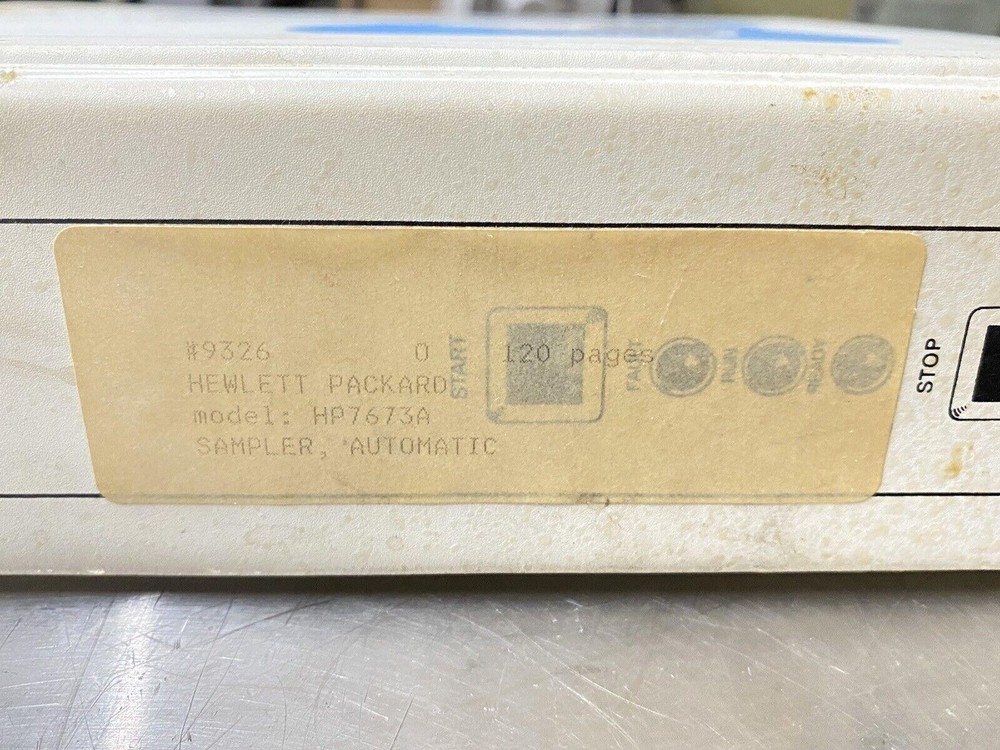 #9326 0 120 pages
HEWLETT PACKARD
model: HP7673A
SAMPLER, AUTOMATIC
START
FAULT
RUN
READY
STOP